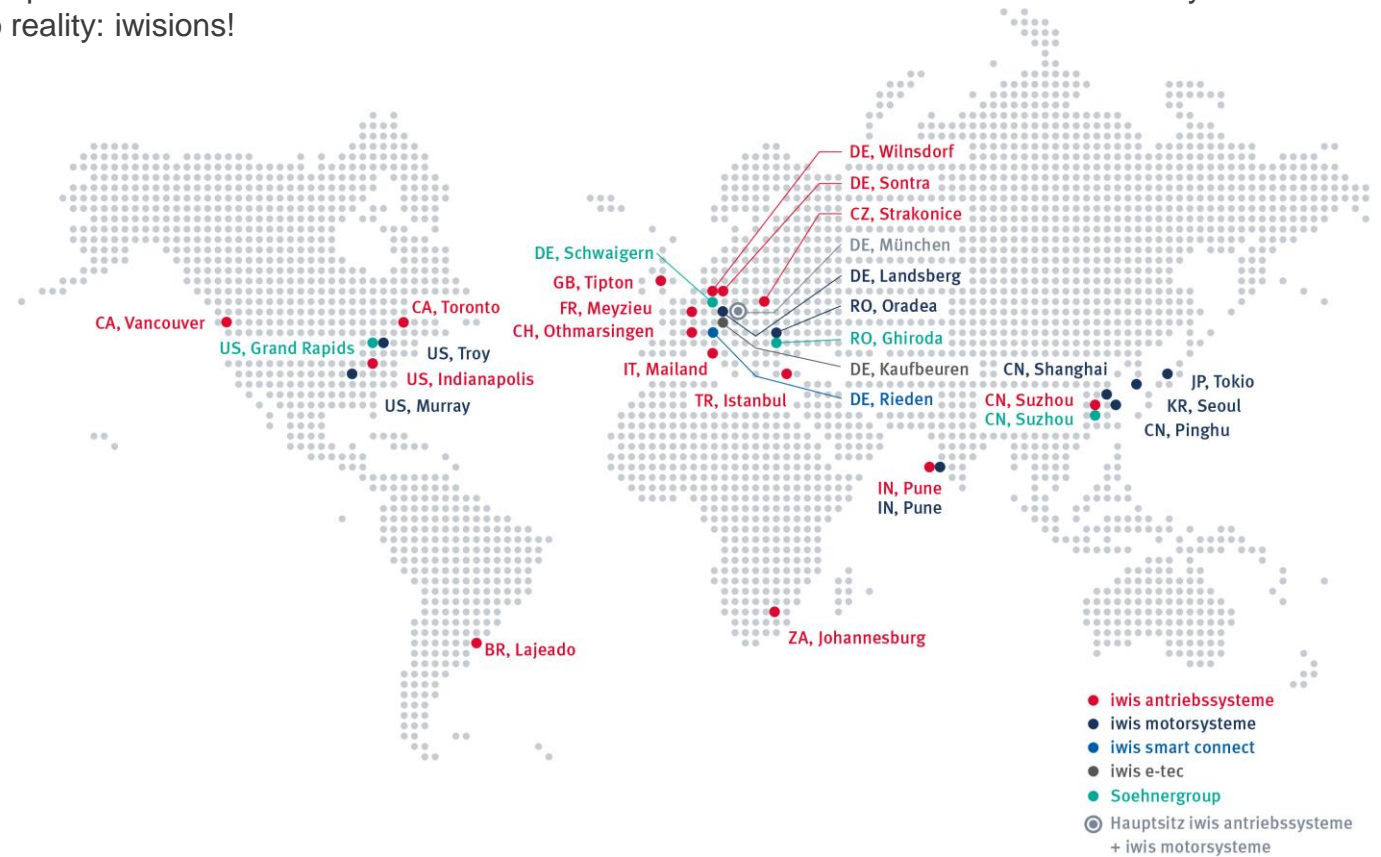 reality: iwisions!
DE, Wilnsdorf
DE, Sontra
CZ, Strakonice
DE, München
DE, Landsberg
RO, Oradea
RO, Ghiroda
DE, Kaufbeuren
DE, Rieden
DE, Schwaigern
GB, Tipton
FR, Meyzieu
CH, Othmarsingen
IT, Mailand
TR, Istanbul
CA, Vancouver
CA, Toronto
US, Grand Rapids
US, Troy
US, Indianapolis
US, Murray
CN, Shanghai
JP, Tokio
CN, Suzhou
KR, Seoul
CN, Suzhou
CN, Pinghu
IN, Pune
IN, Pune
ZA, Johannesburg
BR, Lajeado
iwis antriebssysteme
iwis motorsysteme
iwis smart connect
iwis e-tec
Soehnergroup
Hauptsitz iwis antriebssysteme
+ iwis motorsysteme